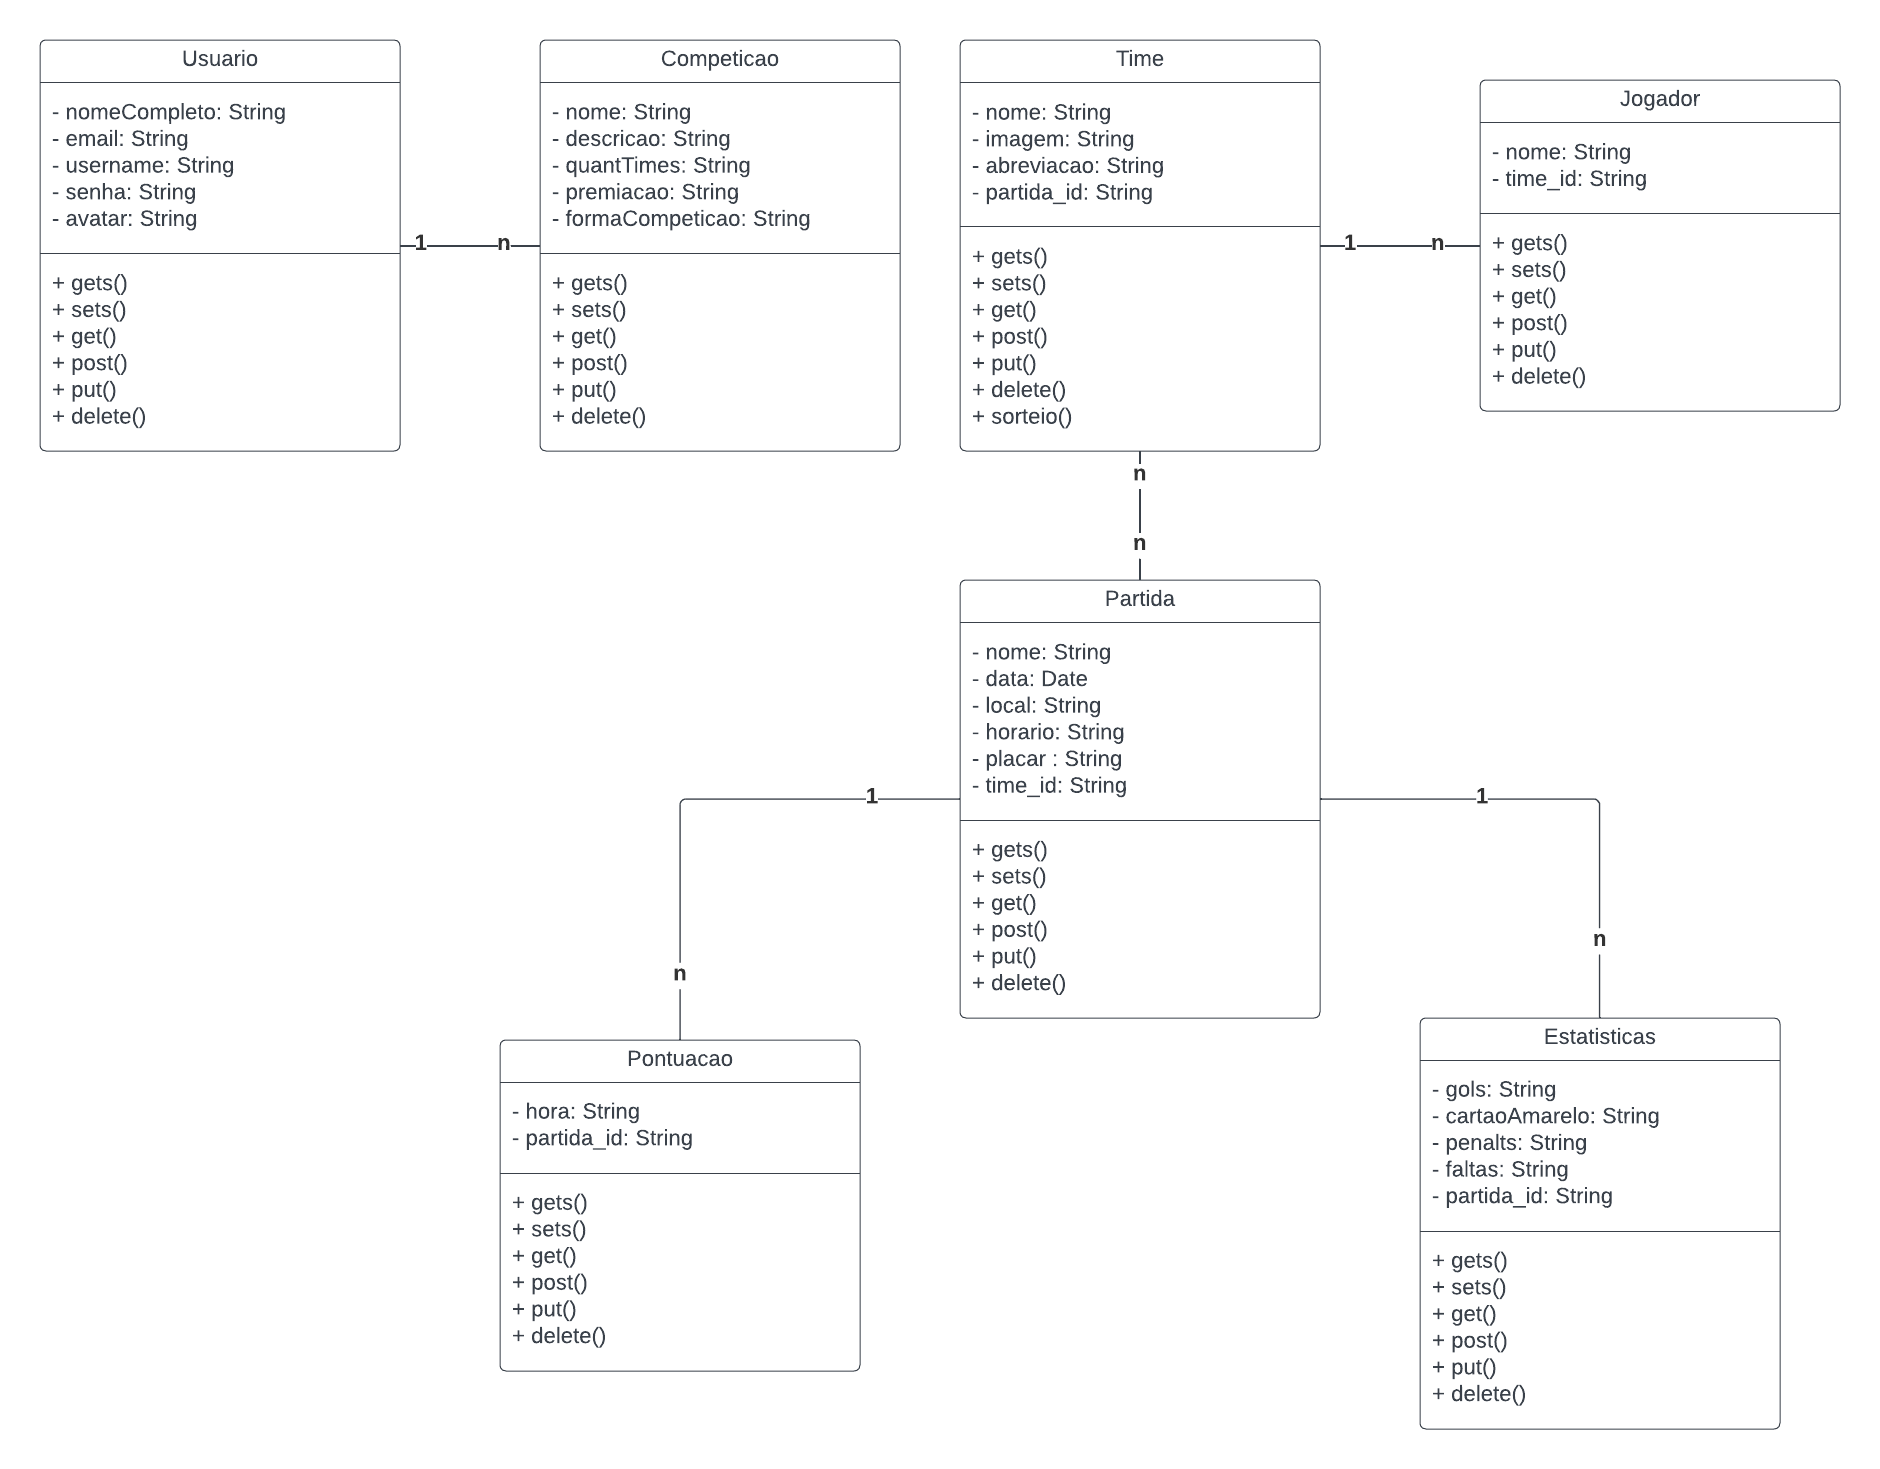 Usuario
- nomeCompleto: String
- email: String
- username: String
- senha: String
- avatar: String
+ gets()
+ sets()
+ get()
+ post()
+ put()
+ delete()
1
n
Competicao
- nome: String
- descricao: String
- quantTimes: String
- premiacao: String
- formaCompeticao: String
+ gets()
+ sets()
+ get()
+ post()
+ put()
+ delete()
Time
- nome: String
- imagem: String
- abreviacao: String
- partida_id: String
+ gets()
+ sets()
+ get()
+ post()
+ put()
+ delete()
+ sorteio()
1
n
Jogador
- nome: String
- time_id: String
+ gets()
+ sets()
+ get()
+ post()
+ put()
+ delete()
n
n
Partida
- nome: String
- data: Date
- local: String
- horario: String
- placar : String
- time_id: String
+ gets()
+ sets()
+ get()
+ post()
+ put()
+ delete()
1
n
1
n
Pontuacao
- hora: String
- partida_id: String
+ gets()
+ sets()
+ get()
+ post()
+ put()
+ delete()
Estatisticas
- gols: String
- cartaoAmarelo: String
- penalts: String
- faltas: String
- partida_id: String
+ gets()
+ sets()
+ get()
+ post()
+ put()
+ delete()